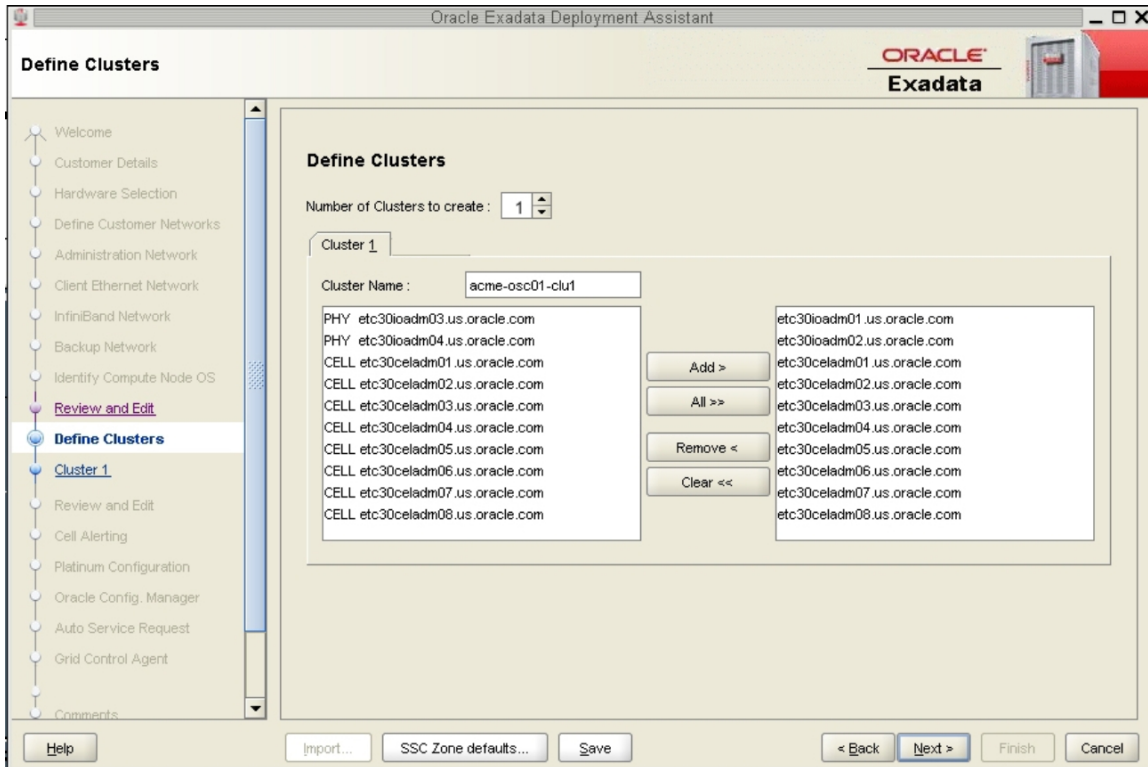 Oracle Exadata Deployment Assistant
Define Clusters
ORACLE
Exadata
Welcome
Customer Details
Hardware Selection
Define Customer Networks
Administration Network
Client Ethernet Network
InfiniBand Network
Backup Network
Identify Compute Node OS
Review and Edit
Define Clusters
Cluster 1
Review and Edit
Cell Alerting
Platinum Configuration
Oracle Config. Manager
Auto Service Request
Grid Control Agent
Comments
Define Clusters
Number of Clusters to create : 1
Cluster 1
Cluster Name : acme-osc01-clu1
PHY etc30ioadm03.us.oracle.com
PHY etc30ioadm04.us.oracle.com
CELL etc30celadm01.us.oracle.com
CELL etc30celadm02.us.oracle.com
CELL etc30celadm03.us.oracle.com
CELL etc30celadm04.us.oracle.com
CELL etc30celadm05.us.oracle.com
CELL etc30celadm06.us.oracle.com
CELL etc30celadm07.us.oracle.com
CELL etc30celadm08.us.oracle.com
Add >
All >>
Remove <
Clear <<
etc30ioadm01.us.oracle.com
etc30ioadm02.us.oracle.com
etc30celadm01.us.oracle.com
etc30celadm02.us.oracle.com
etc30celadm03.us.oracle.com
etc30celadm04.us.oracle.com
etc30celadm05.us.oracle.com
etc30celadm06.us.oracle.com
etc30celadm07.us.oracle.com
etc30celadm08.us.oracle.com
Help
Import...
SSC Zone defaults...
Save
< Back
Next >
Finish
Cancel